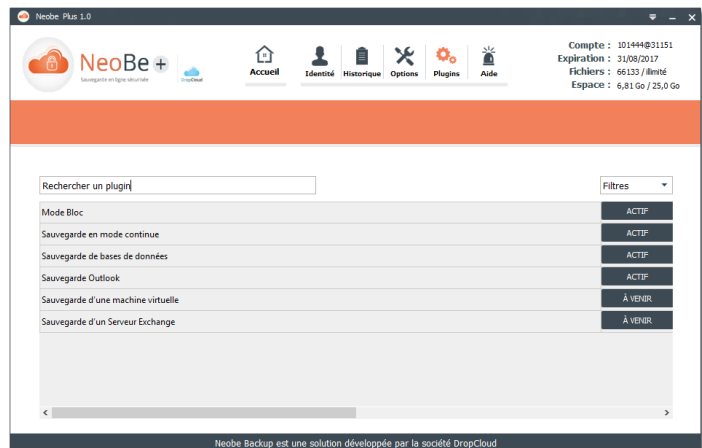 Neobe Plus 1.0
NeoBe +
Sauvegarde en ligne sécurisée
DropCloud
Accueil
Identité
Historique
Options
Plugins
Aide
Compte : 101444@31151
Expiration : 31/08/2017
Fichiers : 66133 / illimité
Espace : 6,81 Go / 25,0 Go
Rechercher un plugin
Filtres
Mode Bloc ACTIF
Sauvegarde en mode continue ACTIF
Sauvegarde de bases de données ACTIF
Sauvegarde Outlook ACTIF
Sauvegarde d'une machine virtuelle À VENIR
Sauvegarde d'un Serveur Exchange À VENIR
Neobe Backup est une solution développée par la société DropCloud